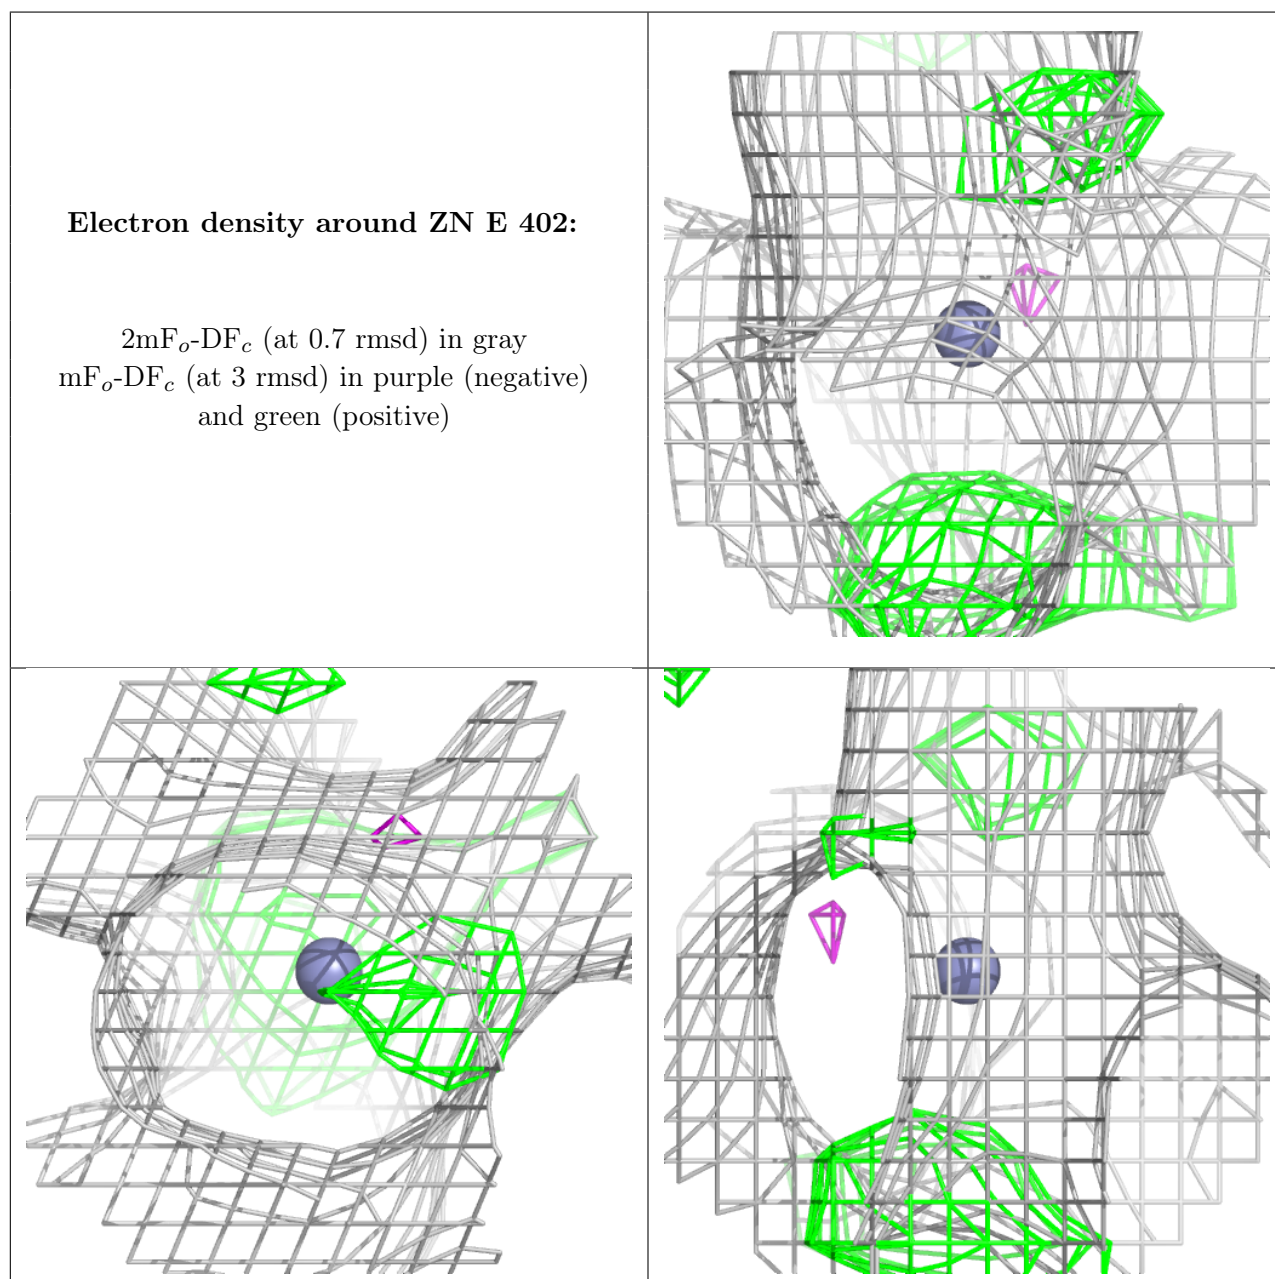 Electron density around ZN E 402:
2mFo-DFc (at 0.7 rmsd) in gray
mFo-DFc (at 3 rmsd) in purple (negative)
and green (positive)